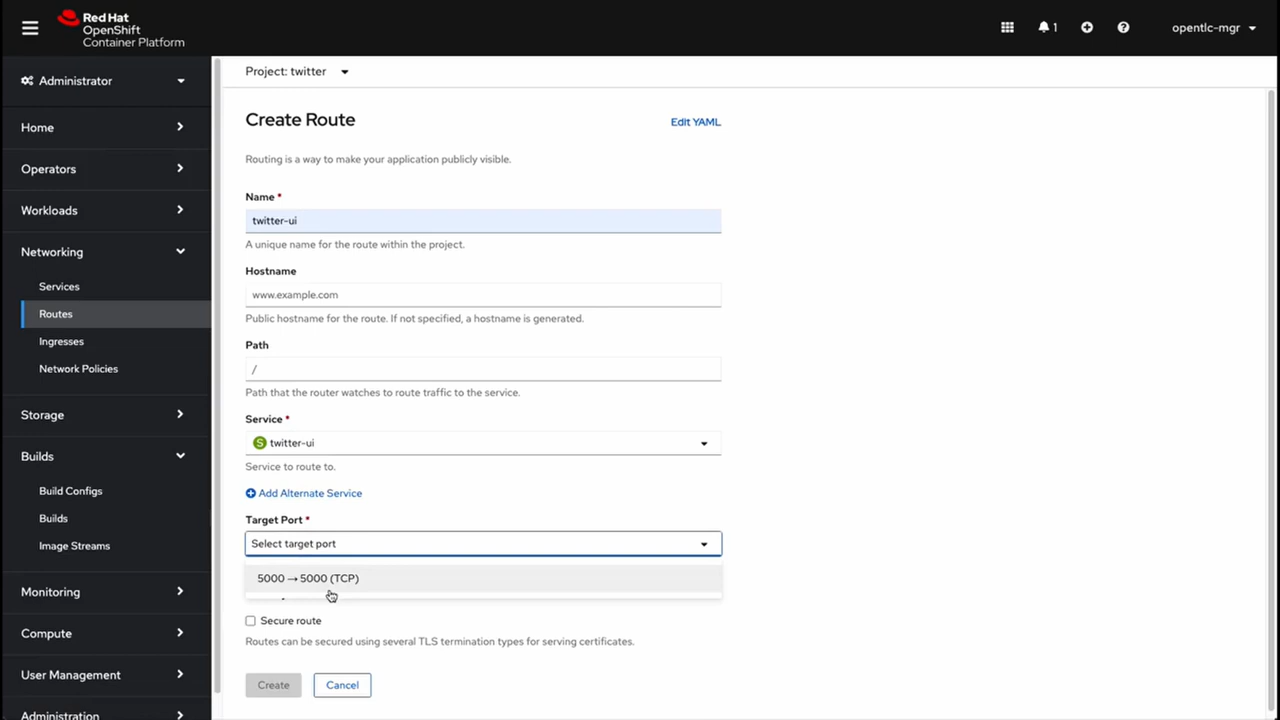 Red Hat
OpenShift
Container Platform
1
opentlc-mgr
Administrator
Home
Operators
Workloads
Networking
Services
Routes
Ingresses
Network Policies
Storage
Builds
Build Configs
Builds
Image Streams
Monitoring
Compute
User Management
Administration
Project: twitter
Create Route
Edit YAML
Routing is a way to make your application publicly visible.
Name *
twitter-ui
A unique name for the route within the project.
Hostname
www.example.com
Public hostname for the route. If not specified, a hostname is generated.
Path
/
Path that the router watches to route traffic to the service.
Service *
S twitter-ui
Service to route to.
Add Alternate Service
Target Port *
Select target port
5000 → 5000 (TCP)
Secure route
Routes can be secured using several TLS termination types for serving certificates.
Create
Cancel